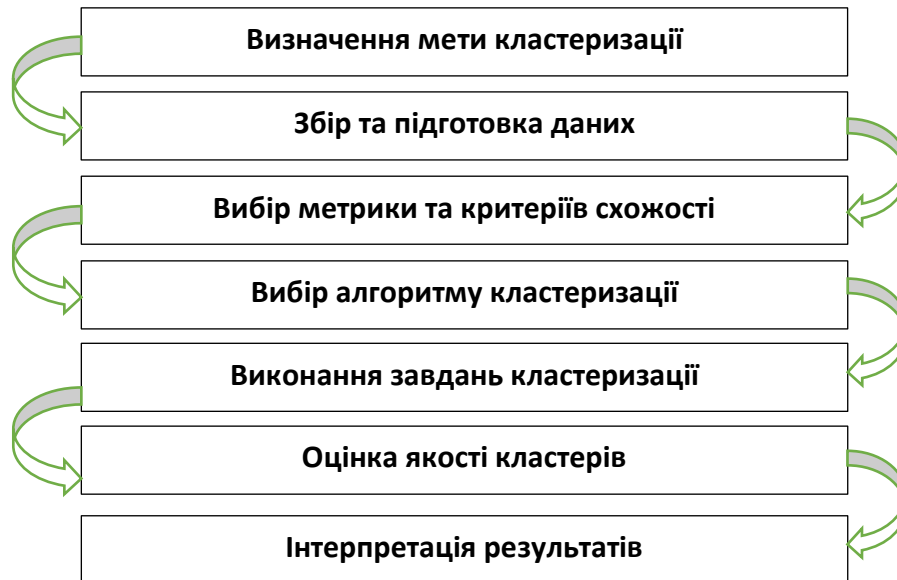 Визначення мети кластеризації
Збір та підготовка даних
Вибір метрики та критеріїв схожості
Вибір алгоритму кластеризації
Виконання завдань кластеризації
Оцінка якості кластерів
Інтерпретація результатів